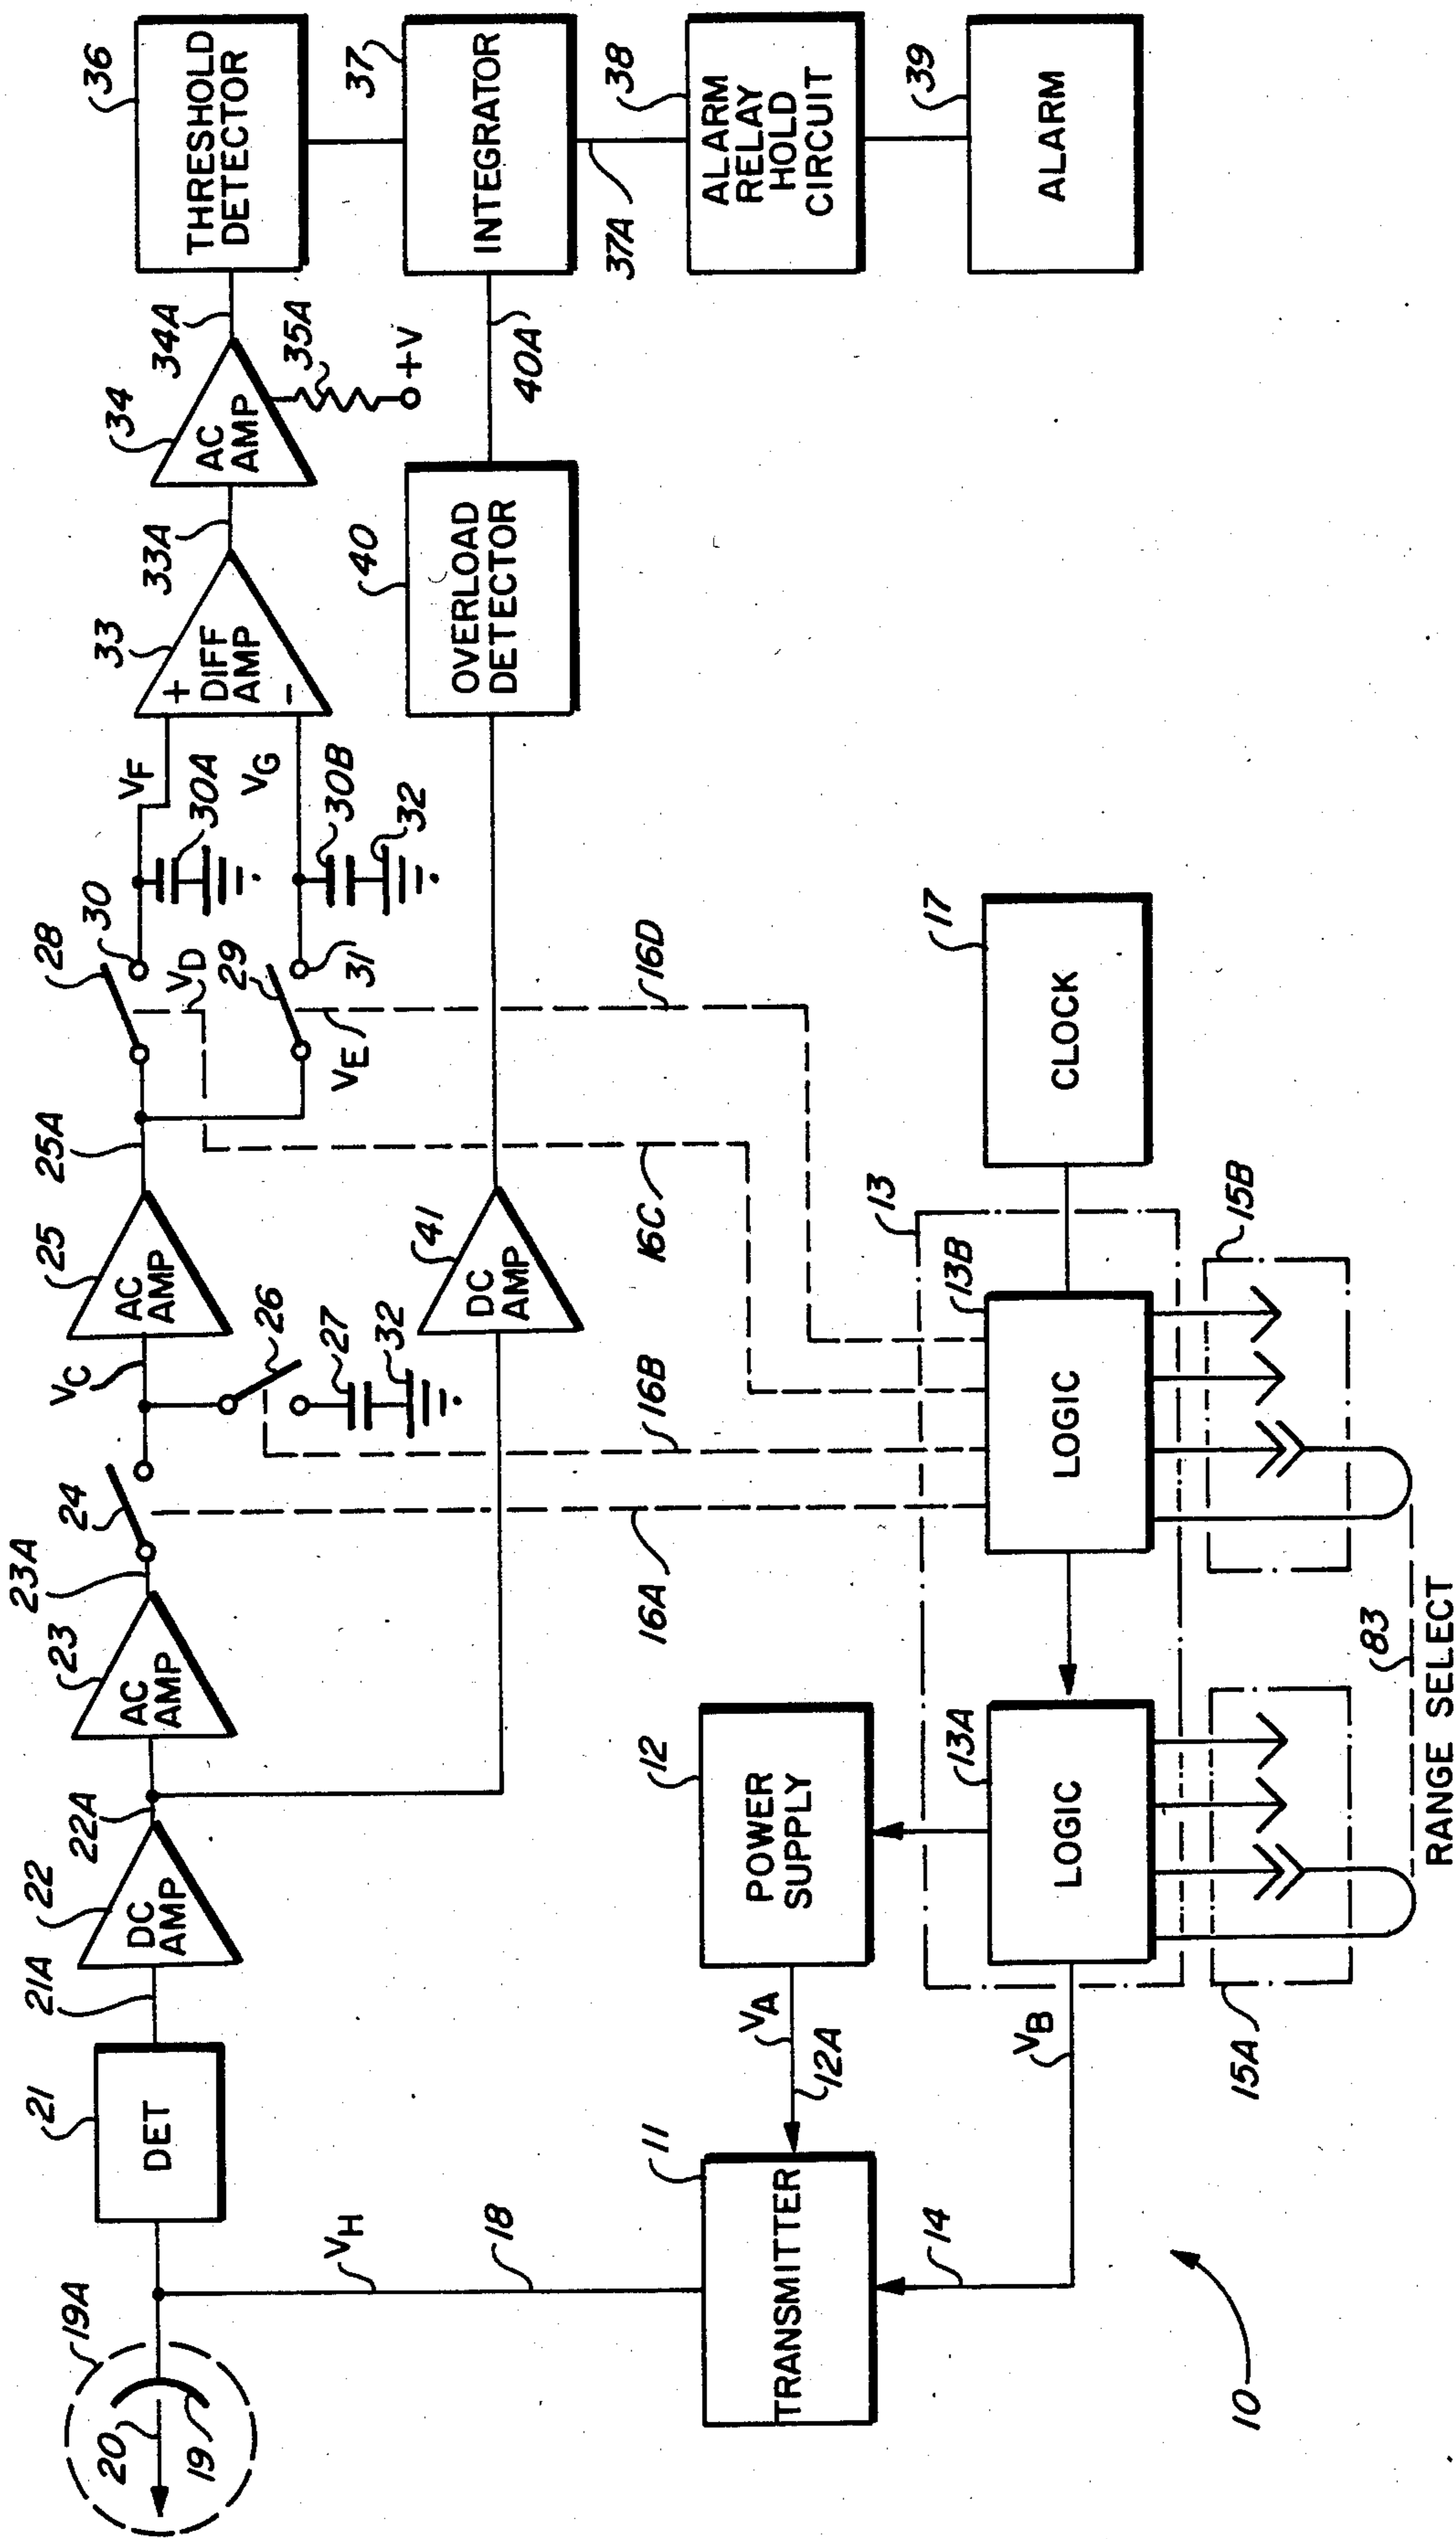 19A
20
19
21
DET
21A
22
DC
AMP
22A
23
AC
AMP
23A
24
VC
25
AC
AMP
25A
26
27
32
28
30
VD
29
31
VE
VF
30A
VG
30B
32
33
+
DIFF
AMP
−
33A
34
AC
AMP
34A
35A
+V
36
THRESHOLD
DETECTOR
VH
18
41
DC
AMP
40
OVERLOAD
DETECTOR
40A
37
INTEGRATOR
37A
16A
16B
16C
16D
38
ALARM
RELAY
HOLD
CIRCUIT
11
TRANSMITTER
VA
12A
12
POWER
SUPPLY
13
39
ALARM
14
VB
13A
LOGIC
13B
LOGIC
17
CLOCK
10
15A
15B
83
RANGE SELECT